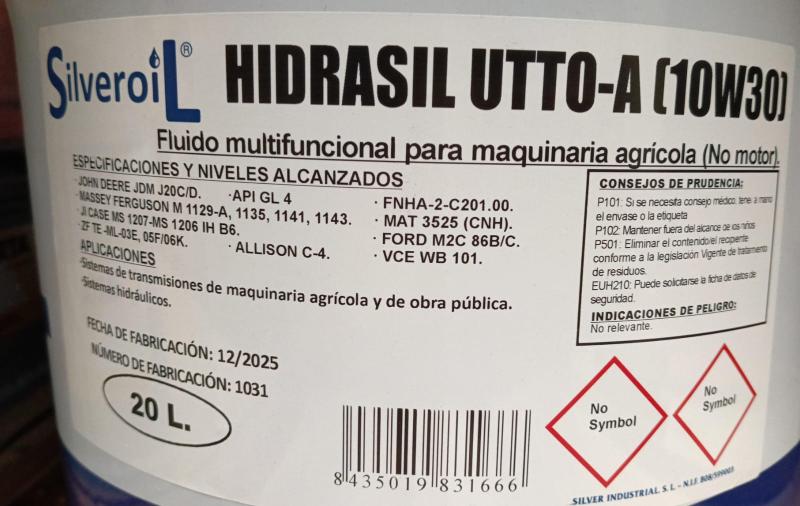 Silveroil® HIDRASIL UTTO-A (10W30)
Fluido multifuncional para maquinaria agrícola (No motor).
ESPECIFICACIONES Y NIVELES ALCANZADOS
· JOHN DEERE JDM J20C/D. · API GL 4
· MASSEY FERGUSON M 1129-A, 1135, 1141, 1143.
· JI CASE MS 1207-MS 1206 IH B6.
· ZF TE -ML-03E, 05F/06K. · ALLISON C-4.
· FNHA-2-C201.00.
· MAT 3525 (CNH).
· FORD M2C 86B/C.
· VCE WB 101.
APLICACIONES
·Sistemas de transmisiones de maquinaria agrícola y de obra pública.
·Sistemas hidráulicos.
CONSEJOS DE PRUDENCIA:
P101: Si se necesita consejo médico, tener a mano
el envase o la etiqueta
P102: Mantener fuera del alcance de los niños
P501: Eliminar el contenido/el recipiente
conforme a la legislación Vigente de tratamiento
de residuos.
EUH210: Puede solicitarse la ficha de datos de
seguridad.
INDICACIONES DE PELIGRO:
No relevante.
FECHA DE FABRICACIÓN: 12/2025
NÚMERO DE FABRICACIÓN: 1031
20 L.
8 435019 831666
No
Symbol
No
Symbol
SILVER INDUSTRIAL S. L - N.I.F.